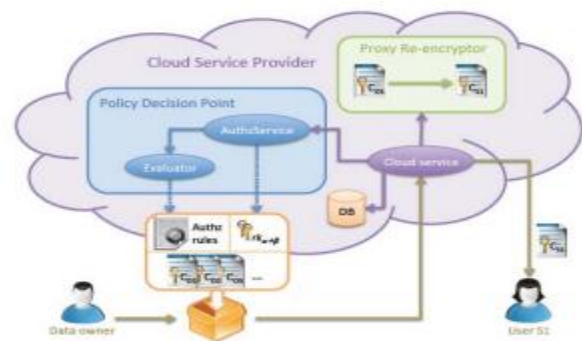 Proxy Re-encryptor
Cloud Service Provider
Policy Decision Point
AuthzService
Evaluator
Cloud service
DB
Authz
rules
...
Data owner
User S1